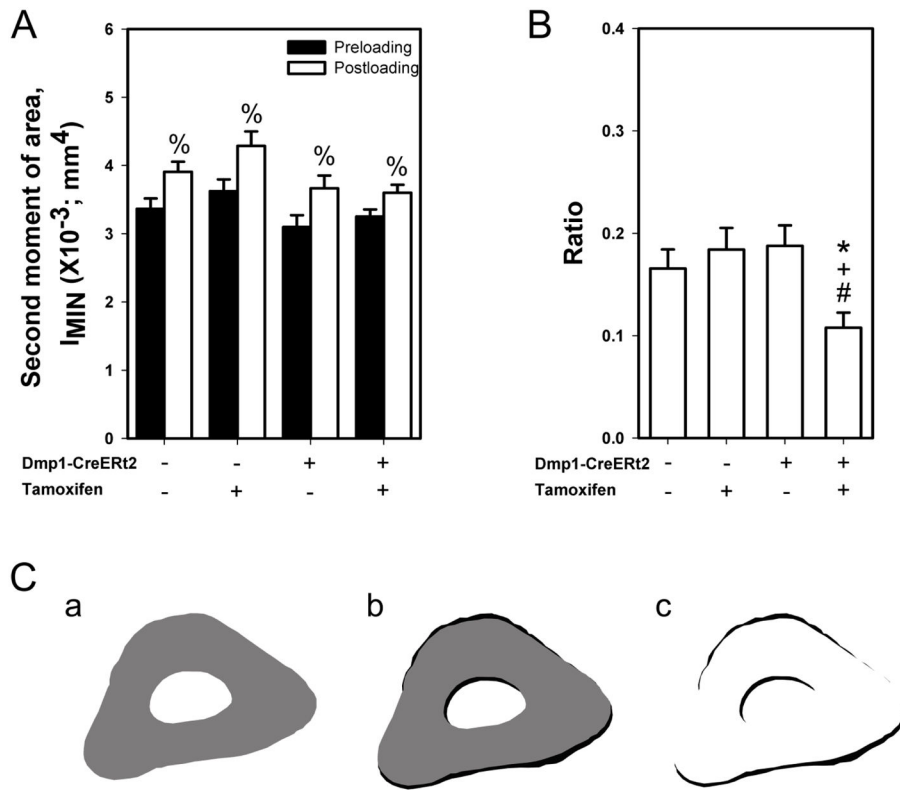 A
Second moment of area,
IMIN (X10-3; mm4)
6
5
4
3
2
1
0
Preloading
Postloading
% % % %
Dmp1-CreERt2 - - + +
Tamoxifen - + - +
B
Ratio
0.4
0.3
0.2
0.1
0.0
*
+
#
Dmp1-CreERt2 - - + +
Tamoxifen - + - +
C
a b c